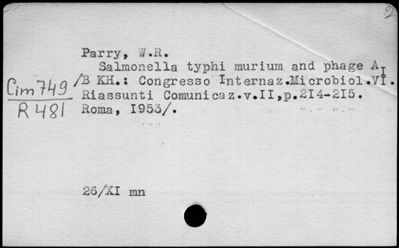 Parry, W.R.
Salmonella typhi murium and phage A
/B KH.: Congresso Internaz.Microbiol.VI.
Riassunti Comunicaz.v.II,p.214-215.
Roma, 1953/.
Cim 749
R 481
26/XI mn